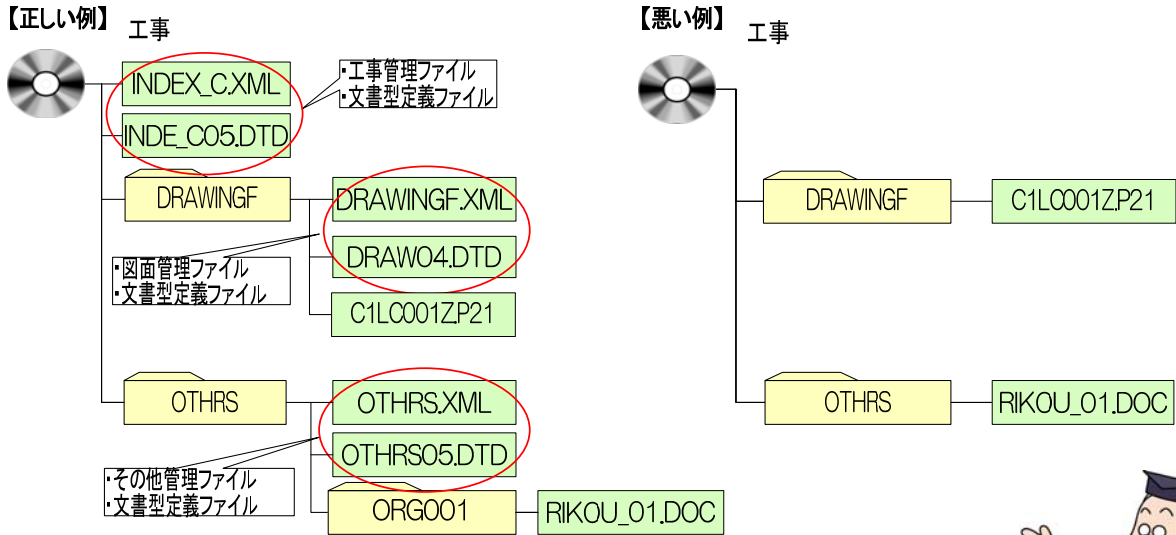 【正しい例】
工事
INDEX_C.XML
INDE_C05.DTD
・工事管理ファイル
・文書型定義ファイル
DRAWINGF
DRAWINGF.XML
DRAW04.DTD
C1LC001Z.P21
・図面管理ファイル
・文書型定義ファイル
OTHRS
OTHRS.XML
OTHRS05.DTD
・その他管理ファイル
・文書型定義ファイル
ORG001
RIKOU_01.DOC
【悪い例】
工事
DRAWINGF
C1LC001Z.P21
OTHRS
RIKOU_01.DOC